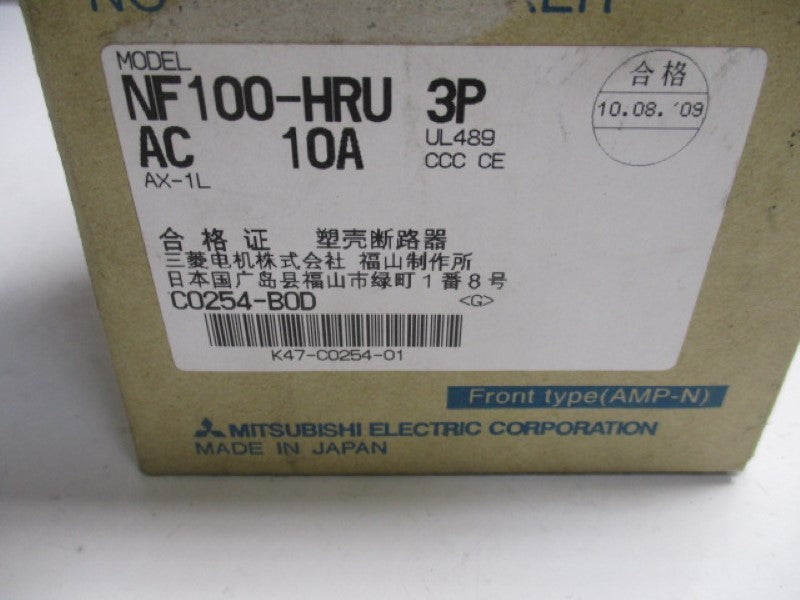 MODEL
NF100-HRU 3P
AC 10A
UL489
CCC CE
AX-1L
合格
10.08.'09
合格证 塑壳断路器
三菱电机株式会社 福山制作所
日本国广岛县福山市绿町1番8号
C0254-B0D <G>
K47-C0254-01
Front type(AMP-N)
MITSUBISHI ELECTRIC CORPORATION
MADE IN JAPAN